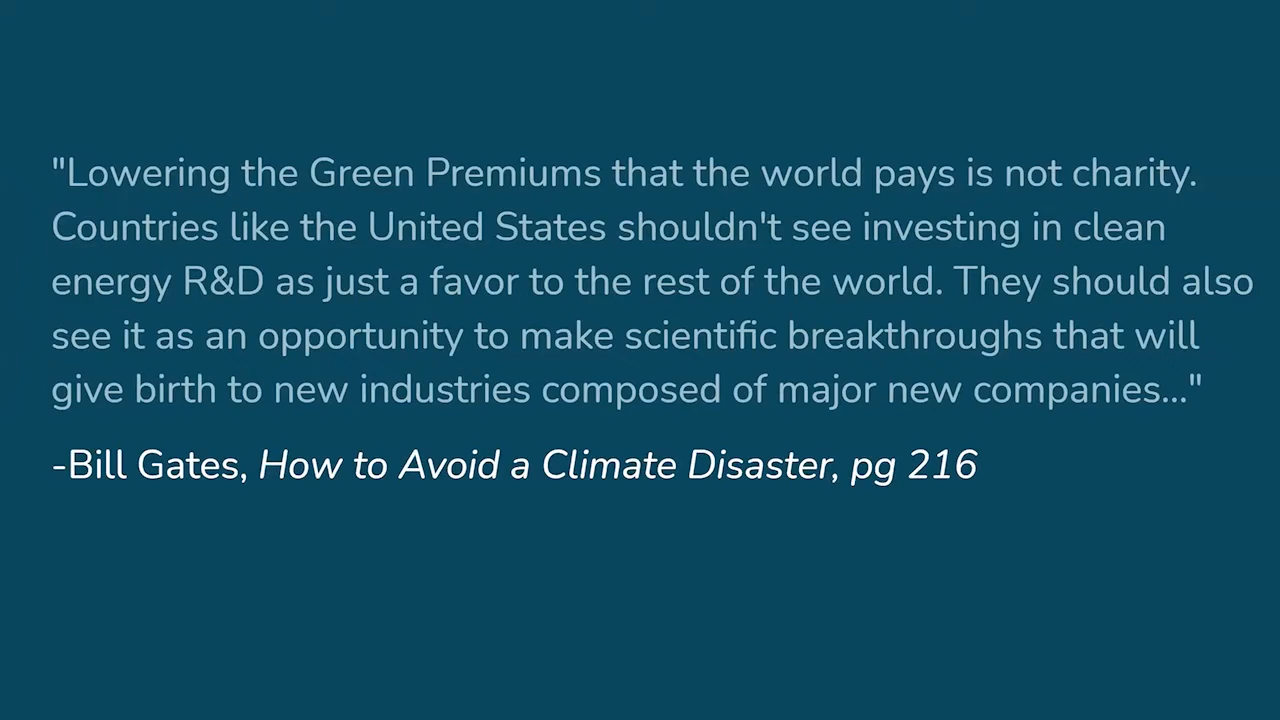 "Lowering the Green Premiums that the world pays is not charity.
Countries like the United States shouldn't see investing in clean
energy R&D as just a favor to the rest of the world. They should also
see it as an opportunity to make scientific breakthroughs that will
give birth to new industries composed of major new companies..."
-Bill Gates, How to Avoid a Climate Disaster, pg 216